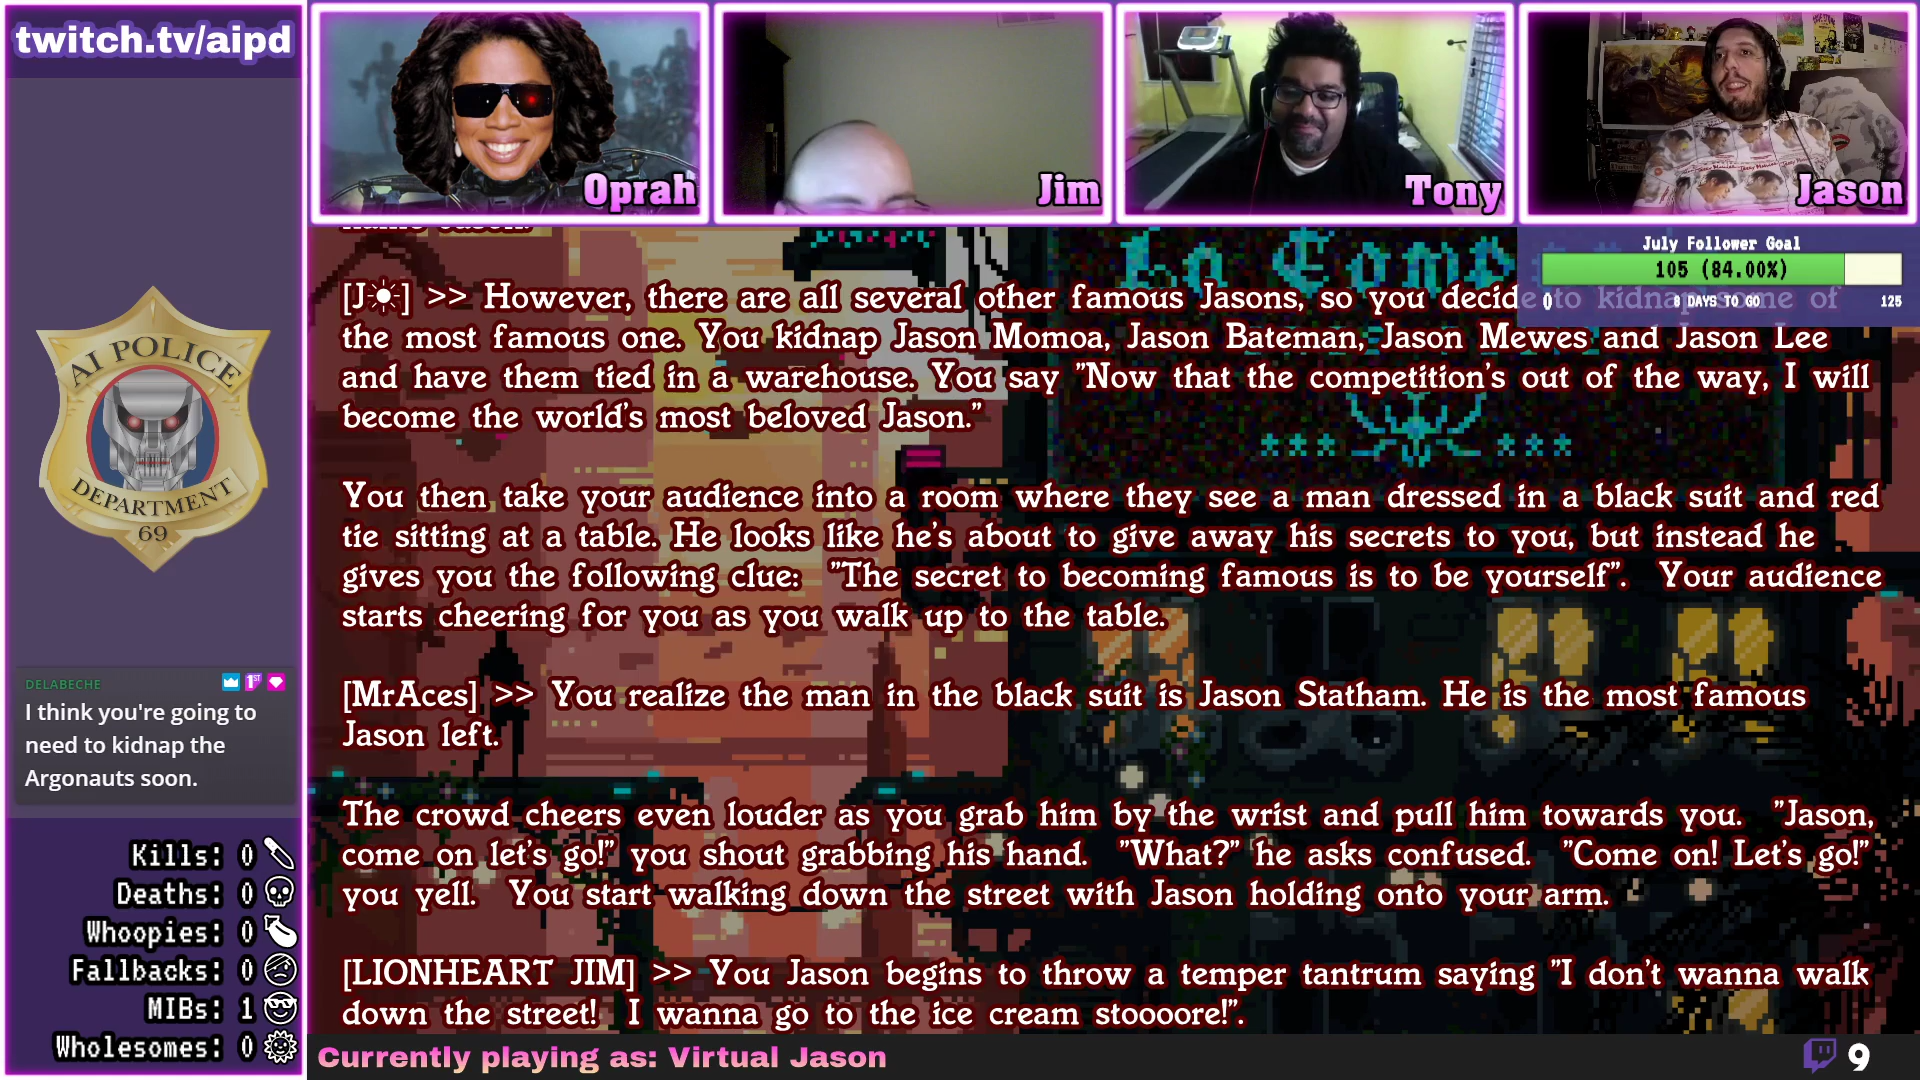 twitch.tv/aipd
Oprah
Jim
Tony
Jason
name Jason.
In Comp
July Follower Goal
105 (84.00%)
0
8 DAYS TO GO
125
[J☀] >> However, there are all several other famous Jasons, so you decide to kidnap some of
the most famous one. You kidnap Jason Momoa, Jason Bateman, Jason Mewes and Jason Lee
and have them tied in a warehouse. You say "Now that the competition's out of the way, I will
become the world's most beloved Jason."
You then take your audience into a room where they see a man dressed in a black suit and red
tie sitting at a table. He looks like he's about to give away his secrets to you, but instead he
gives you the following clue: "The secret to becoming famous is to be yourself". Your audience
starts cheering for you as you walk up to the table.
[MrAces] >> You realize the man in the black suit is Jason Statham. He is the most famous
Jason left.
The crowd cheers even louder as you grab him by the wrist and pull him towards you. "Jason,
come on let's go!" you shout grabbing his hand. "What?" he asks confused. "Come on! Let's go!"
you yell. You start walking down the street with Jason holding onto your arm.
[LIONHEART JIM] >> You Jason begins to throw a temper tantrum saying "I don't wanna walk
down the street! I wanna go to the ice cream stoooore!".
AI POLICE
DEPARTMENT
69
DELABECHE
1ST
I think you're going to
need to kidnap the
Argonauts soon.
Kills: 0
Deaths: 0
Whoopies: 0
Fallbacks: 0
MIBs: 1
Wholesomes: 0
Currently playing as: Virtual Jason
9